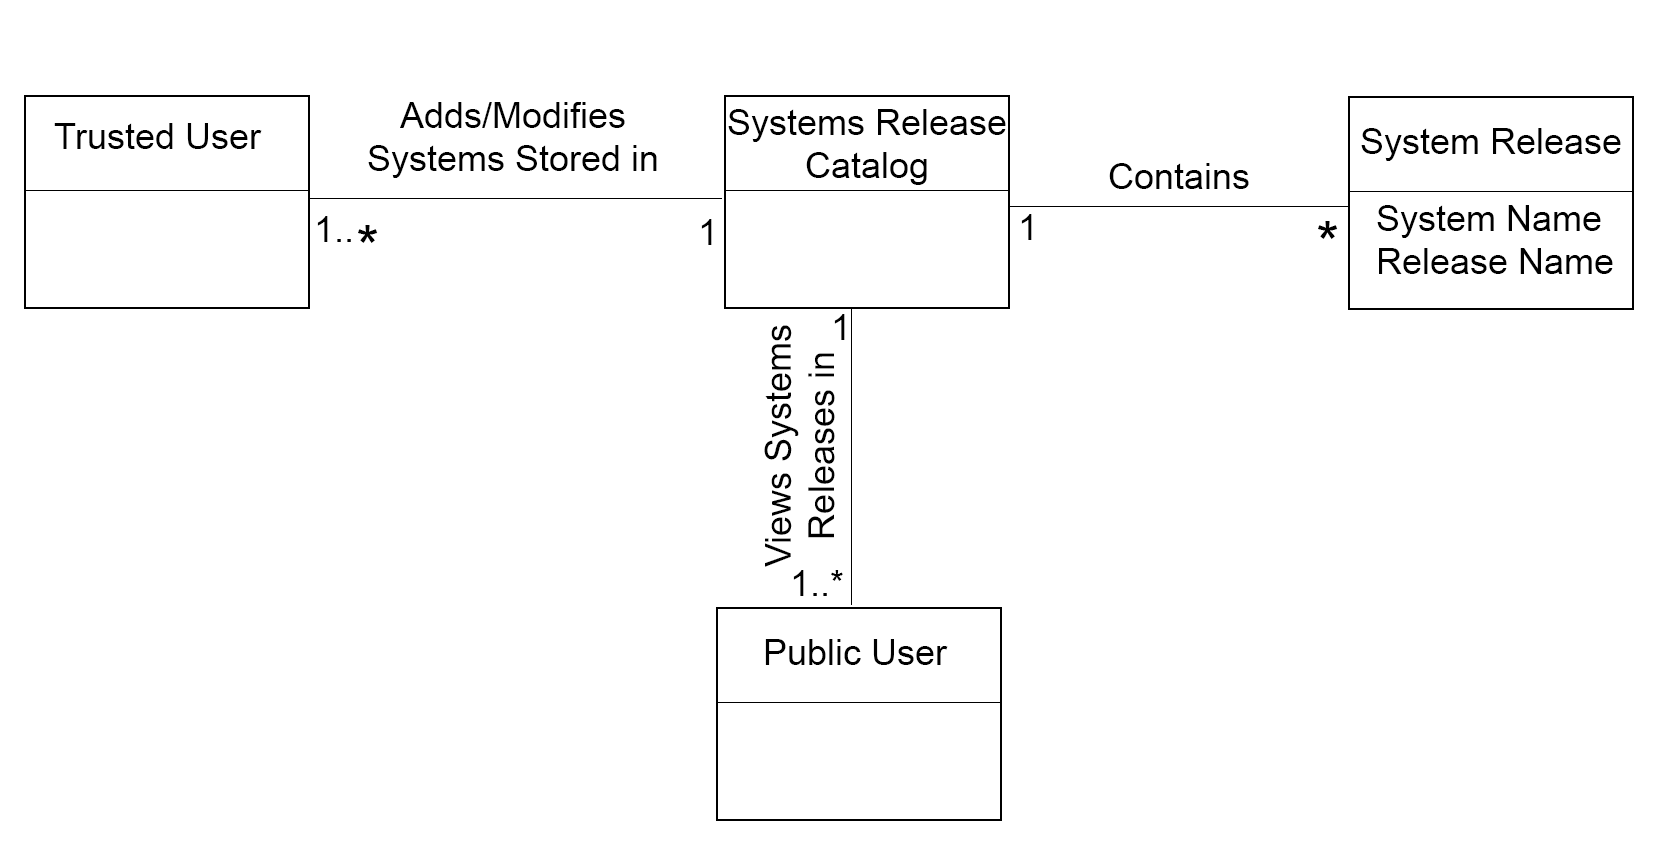 Trusted User
Adds/Modifies
Systems Stored in
1..*
1
Systems Release
Catalog
Contains
1
*
System Release
System Name
Release Name
1
Views Systems
Releases in
1..*
Public User